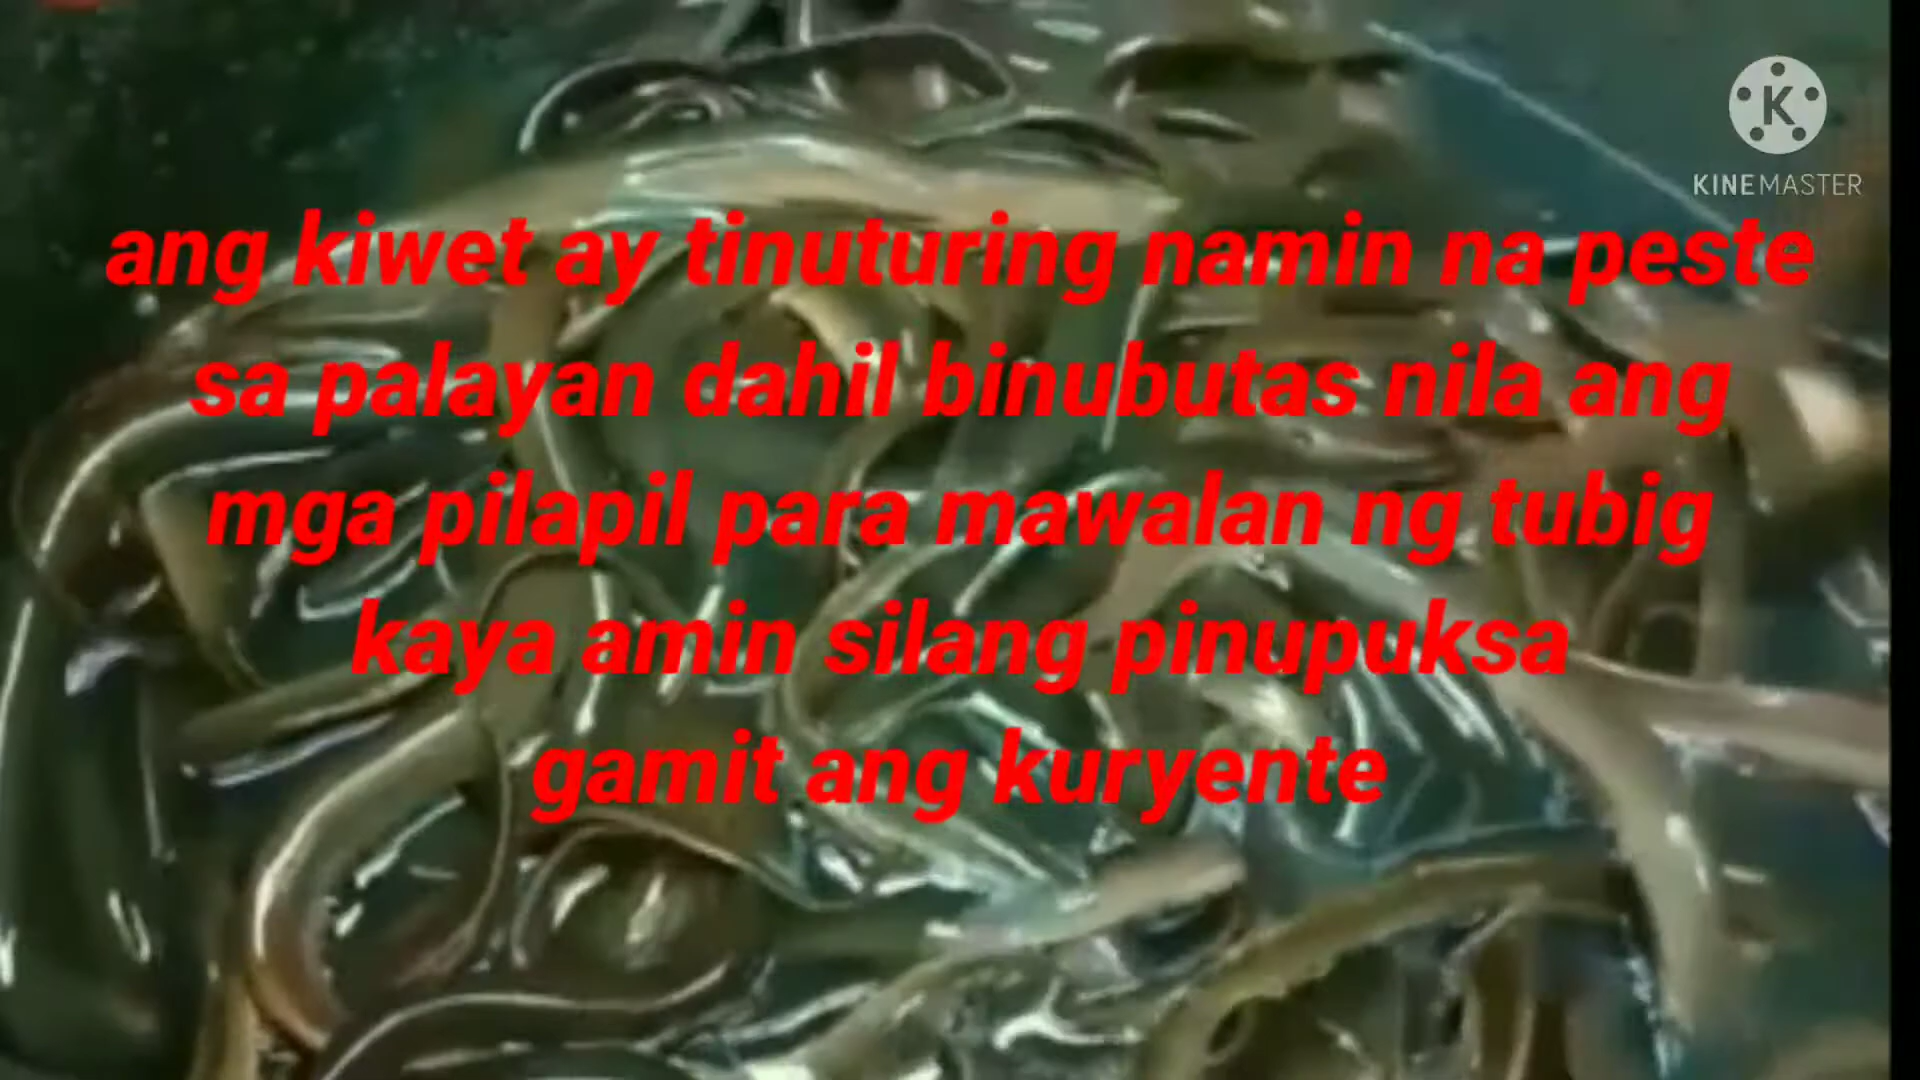 KINEMASTER
ang kiwet ay tinuturing namin na peste
sa palayan dahil binubutas nila ang
mga pilapil para mawalan ng tubig
kaya amin silang pinupuksa
gamit ang kuryente